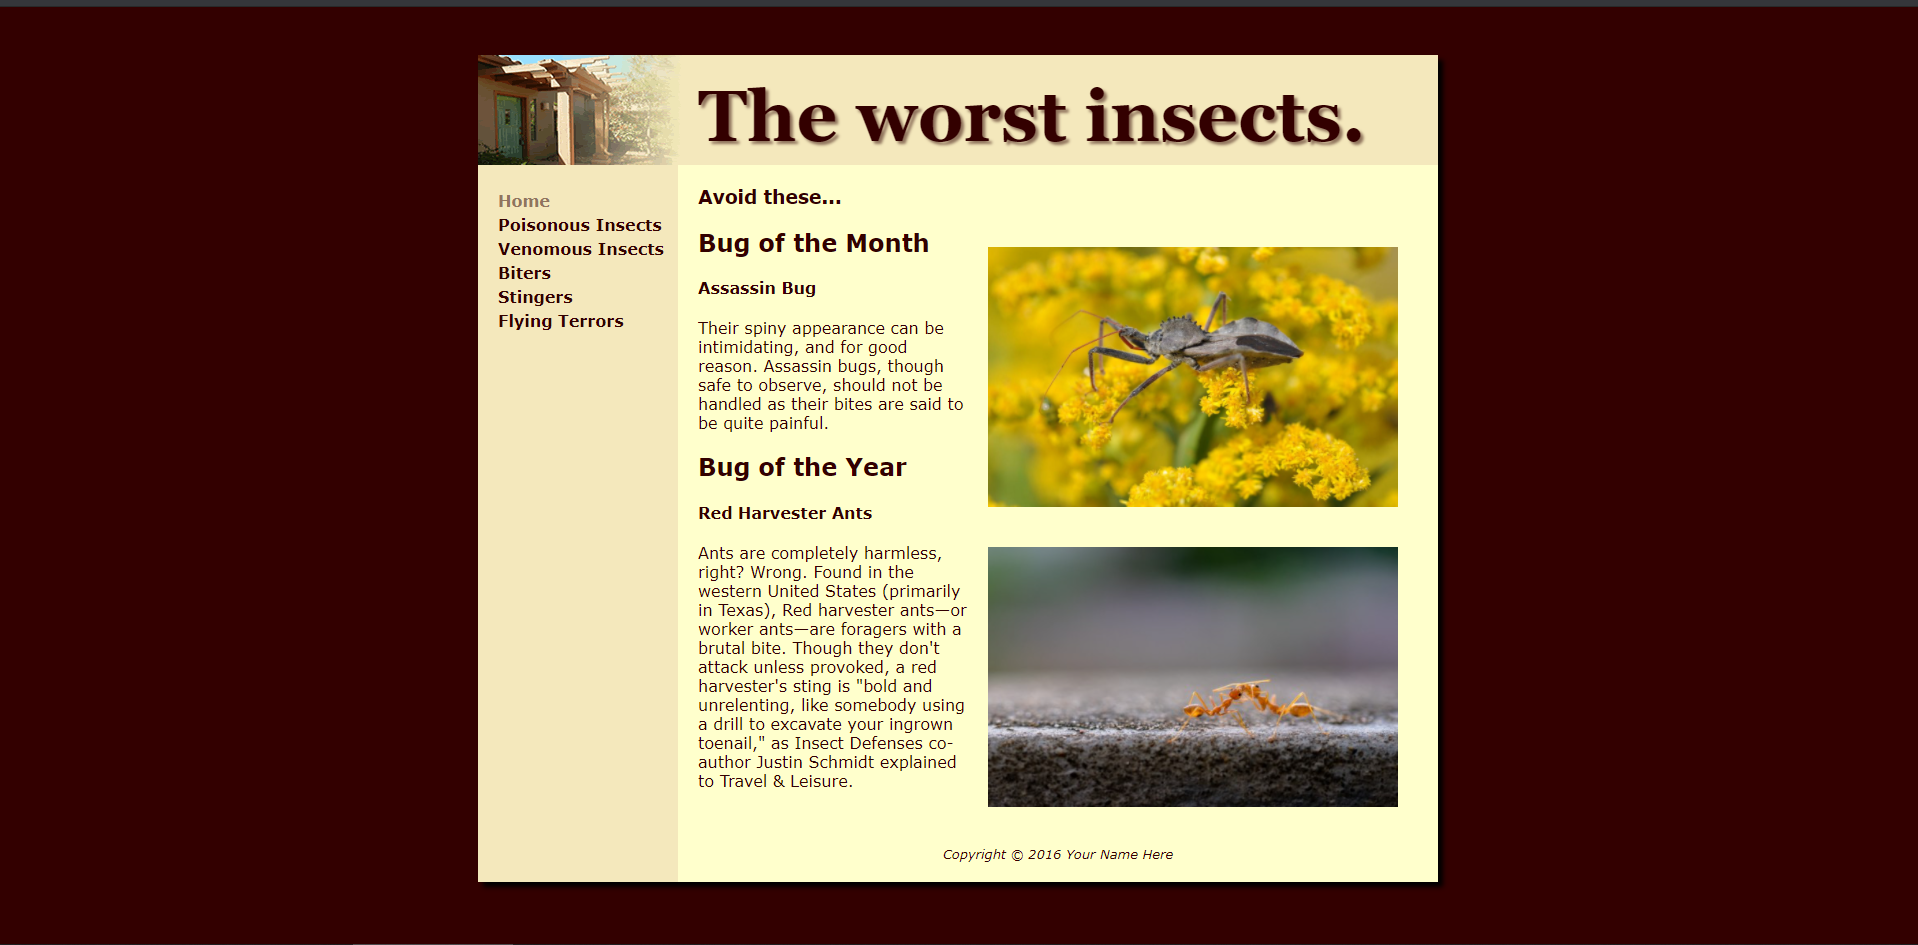 The worst insects.
Home
Poisonous Insects
Venomous Insects
Biters
Stingers
Flying Terrors
Avoid these...
Bug of the Month
Assassin Bug
Their spiny appearance can be
intimidating, and for good
reason. Assassin bugs, though
safe to observe, should not be
handled as their bites are said to
be quite painful.
Bug of the Year
Red Harvester Ants
Ants are completely harmless,
right? Wrong. Found in the
western United States (primarily
in Texas), Red harvester ants—or
worker ants—are foragers with a
brutal bite. Though they don't
attack unless provoked, a red
harvester's sting is "bold and
unrelenting, like somebody using
a drill to excavate your ingrown
toenail," as Insect Defenses co-
author Justin Schmidt explained
to Travel & Leisure.
Copyright © 2016 Your Name Here